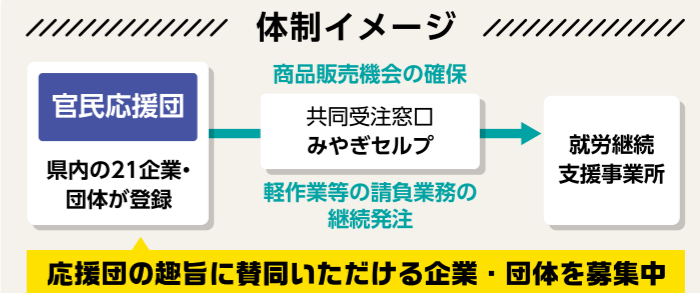 体制イメージ
官民応援団
県内の21企業・
団体が登録
商品販売機会の確保
共同受注窓口
みやぎセルプ
軽作業等の請負業務の
継続発注
就労継続
支援事業所
応援団の趣旨に賛同いただける企業・団体を募集中